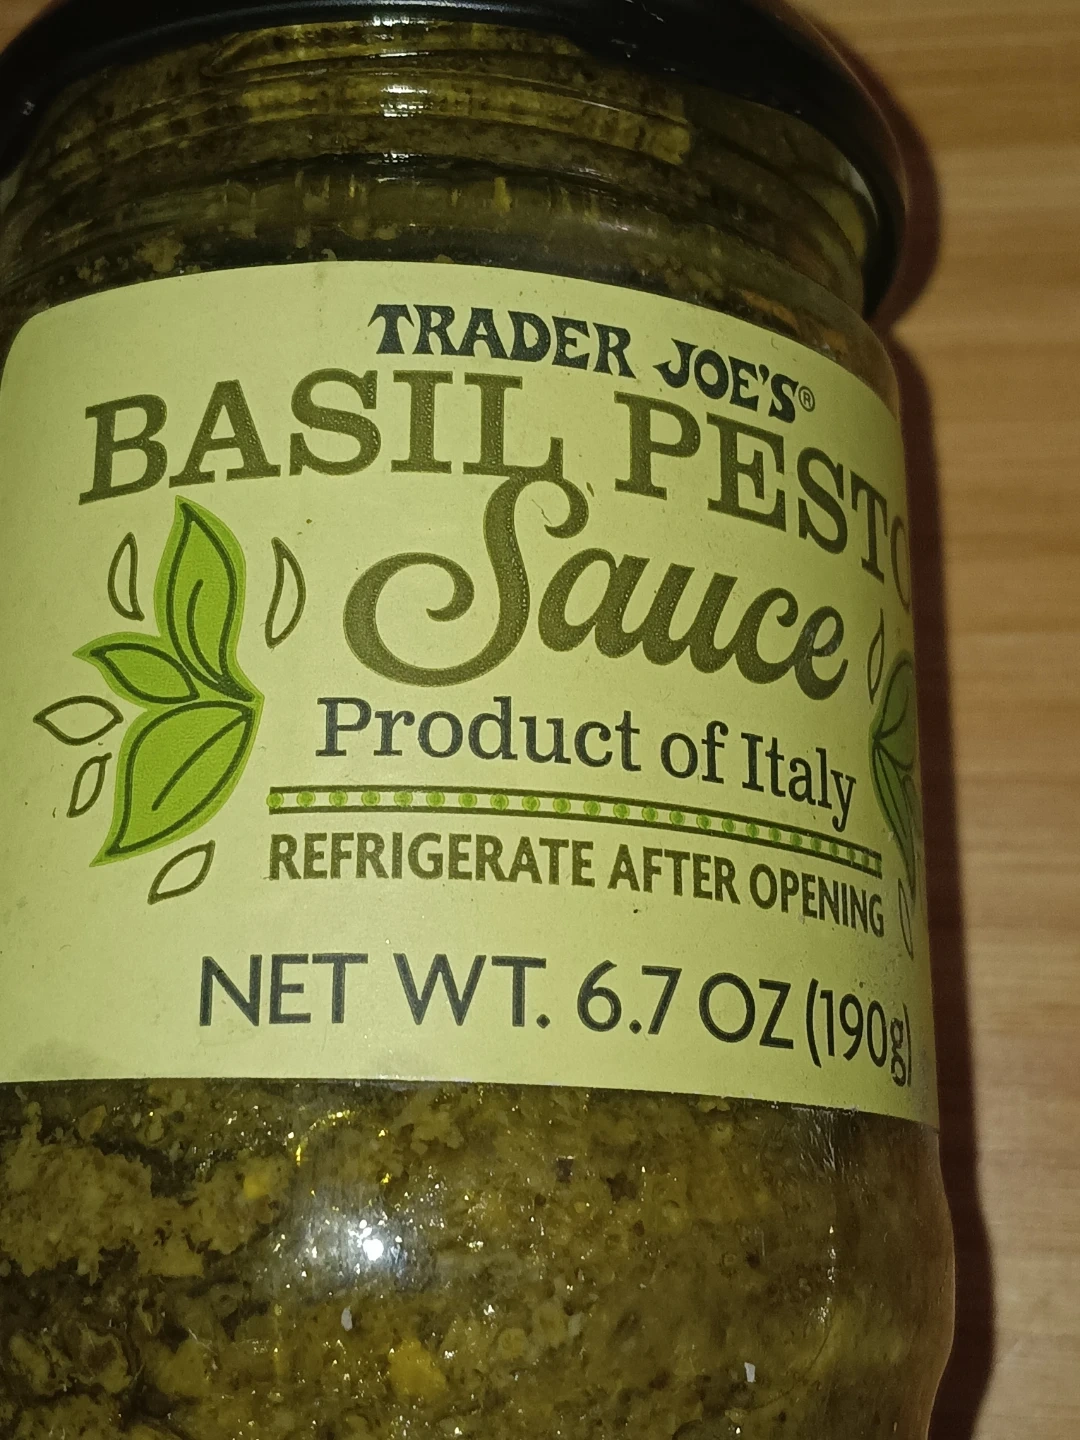 TRADER JOE'S®
BASIL PESTO
Sauce
Product of Italy
REFRIGERATE AFTER OPENING
NET WT. 6.7 OZ (190g)